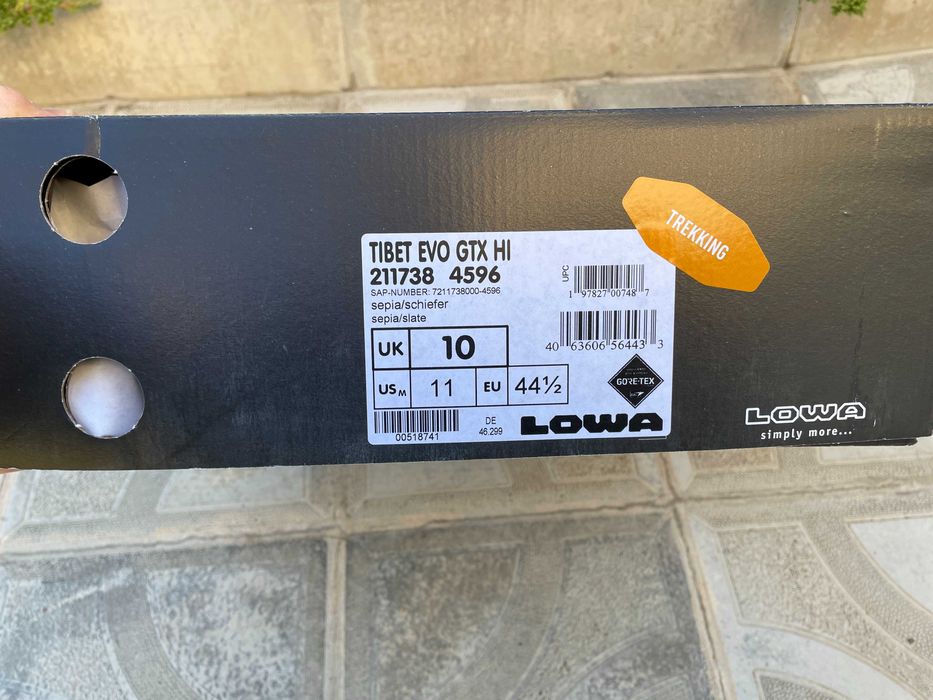 TREKKING
TIBET EVO GTX HI
211738 4596
SAP-NUMBER: 7211738000-4596
sepia/schiefer
sepia/slate
UPC
1 97827 00748 7
40 63606 56443 3
UK 10
US M 11 EU 44½
GORE-TEX
00518741
DE
46.299
LOWA
LOWA
simply more...